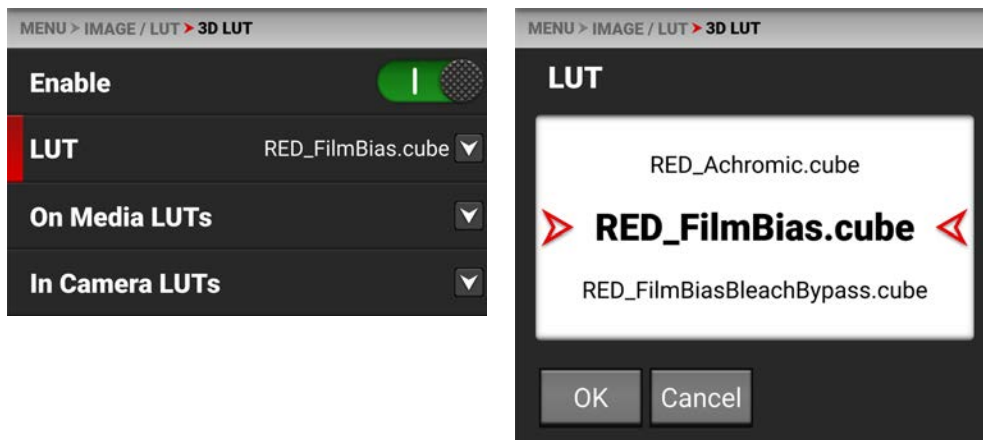 MENU > IMAGE / LUT > 3D LUT
Enable
LUT RED_FilmBias.cube
On Media LUTs
In Camera LUTs
MENU > IMAGE / LUT > 3D LUT
LUT
RED_Achromic.cube
RED_FilmBias.cube
RED_FilmBiasBleachBypass.cube
OK Cancel